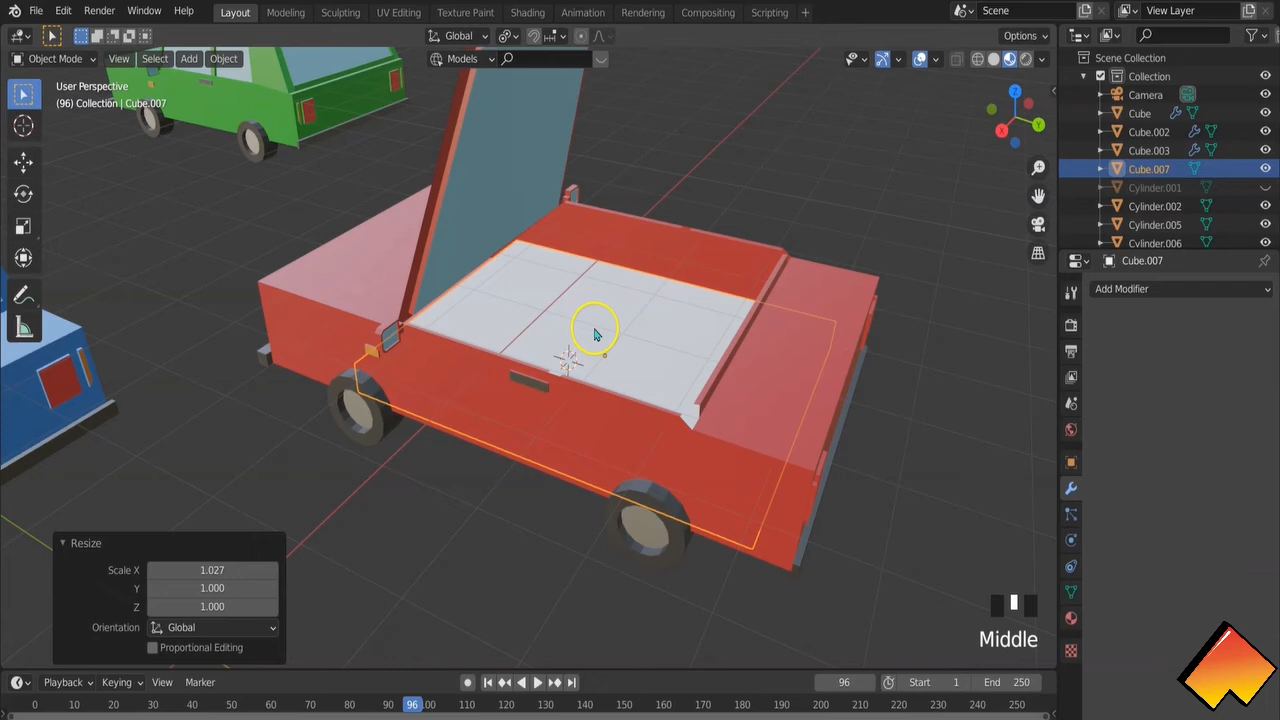 File Edit Render Window Help
Layout Modeling Sculpting UV Editing Texture Paint Shading Animation Rendering Compositing Scripting +
Scene
View Layer
Global
Options
Object Mode View Select Add Object
Models
User Perspective
(96) Collection | Cube.007
Z
X
Y
Scene Collection
Collection
Camera
Cube
Cube.002
Cube.003
Cube.007
Cylinder.001
Cylinder.002
Cylinder.005
Cylinder.006
Cube.007
Add Modifier
Resize
Scale X 1.027
Y 1.000
Z 1.000
Orientation Global
Proportional Editing
Middle
Playback Keying View Marker
96
Start 1
End 250
0 10 20 30 40 50 60 70 80 90 96 100 110 120 130 140 150 160 170 180 190 200 210 220 230 240 250